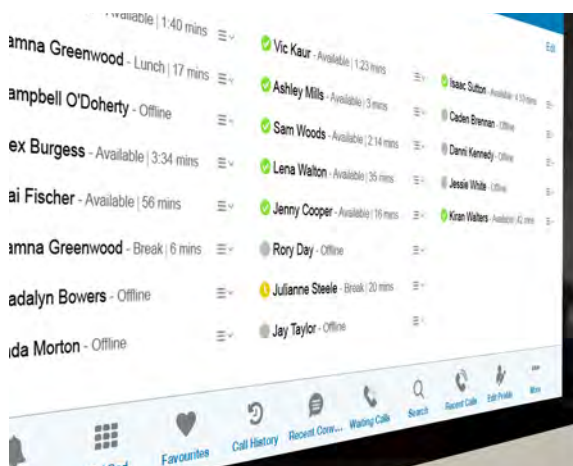 Available | 1:40 mins
amna Greenwood - Lunch | 17 mins
ampbell O'Doherty - Offline
ex Burgess - Available | 3:34 mins
ai Fischer - Available | 56 mins
amna Greenwood - Break | 6 mins
adalyn Bowers - Offline
nda Morton - Offline
Vic Kaur - Available | 1:23 mins
Ashley Mills - Available | 3 mins
Sam Woods - Available | 2:14 mins
Lena Walton - Available | 35 mins
Jenny Cooper - Available | 16 mins
Rory Day - Offline
Julianne Steele - Break | 20 mins
Jay Taylor - Offline
Edit
Isaac Sutton - Available
Caden Brennan - Offline
Danni Kennedy - Offline
Jessie White - Offline
Kiran Walters - Available | 42 mins
Favourites
Call History
Recent Conv...
Waiting Calls
Search
Recent Calls
Edit Profile
More